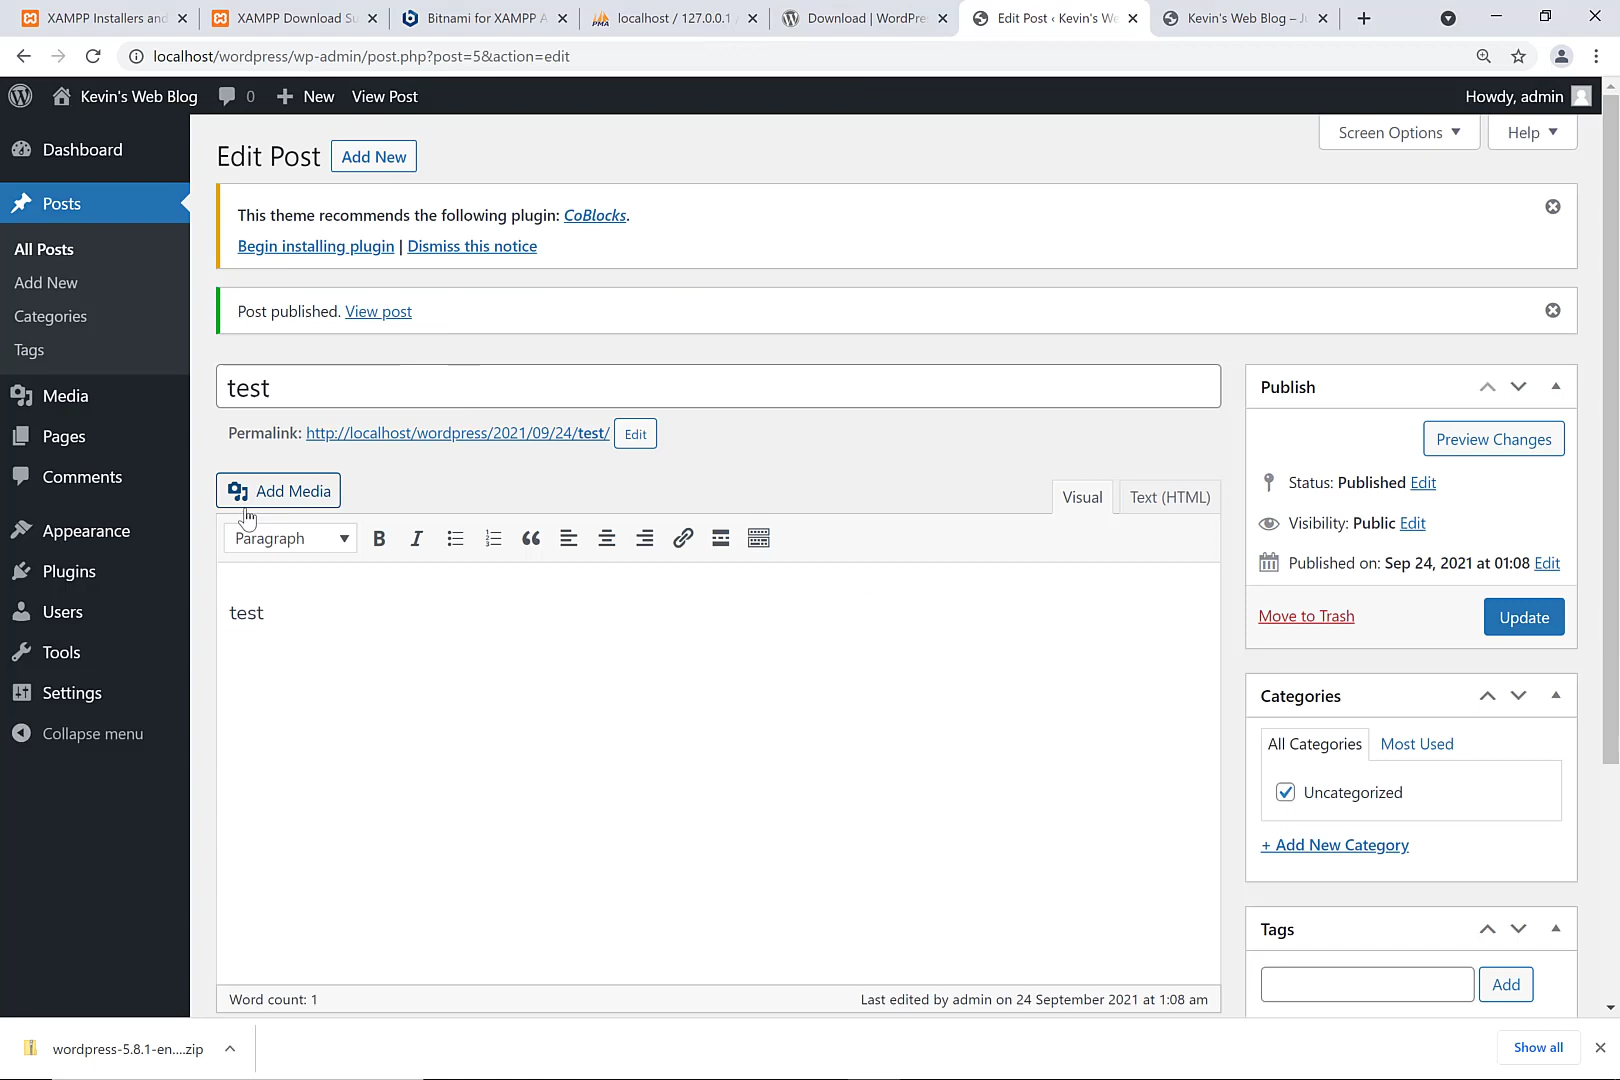 XAMPP Installers and
XAMPP Download Su
Bitnami for XAMPP A
localhost / 127.0.0.1 /
Download | WordPre
Edit Post ‹ Kevin's We
Kevin's Web Blog – J
localhost/wordpress/wp-admin/post.php?post=5&action=edit
Kevin's Web Blog
0
New
View Post
Howdy, admin
Screen Options
Help
Dashboard
Posts
All Posts
Add New
Categories
Tags
Media
Pages
Comments
Appearance
Plugins
Users
Tools
Settings
Collapse menu
Edit Post
Add New
This theme recommends the following plugin: CoBlocks.
Begin installing plugin | Dismiss this notice
Post published. View post
test
Permalink: http://localhost/wordpress/2021/09/24/test/ Edit
Add Media
Visual
Text (HTML)
Paragraph
B I
test
Word count: 1
Last edited by admin on 24 September 2021 at 1:08 am
Publish
Preview Changes
Status: Published Edit
Visibility: Public Edit
Published on: Sep 24, 2021 at 01:08 Edit
Move to Trash
Update
Categories
All Categories
Most Used
Uncategorized
+ Add New Category
Tags
Add
wordpress-5.8.1-en....zip
Show all